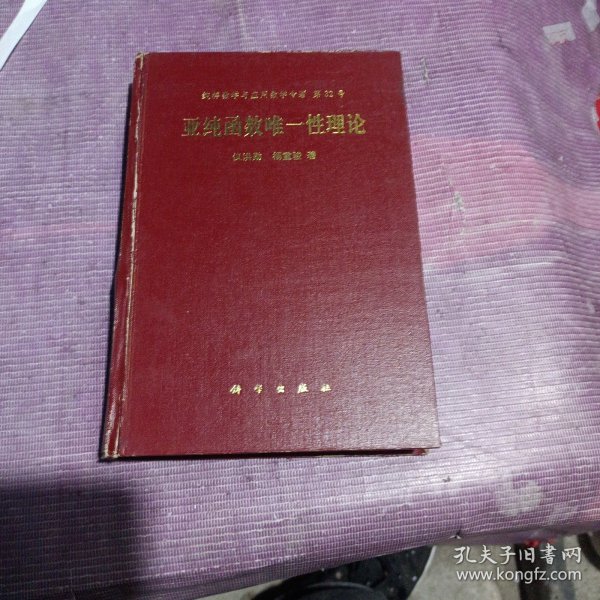 纯粹数学与应用数学专著 第32号
亚纯函数唯一性理论
仪洪勋 杨重骏 著
科学出版社
孔夫子旧书网
www.kongfz.com